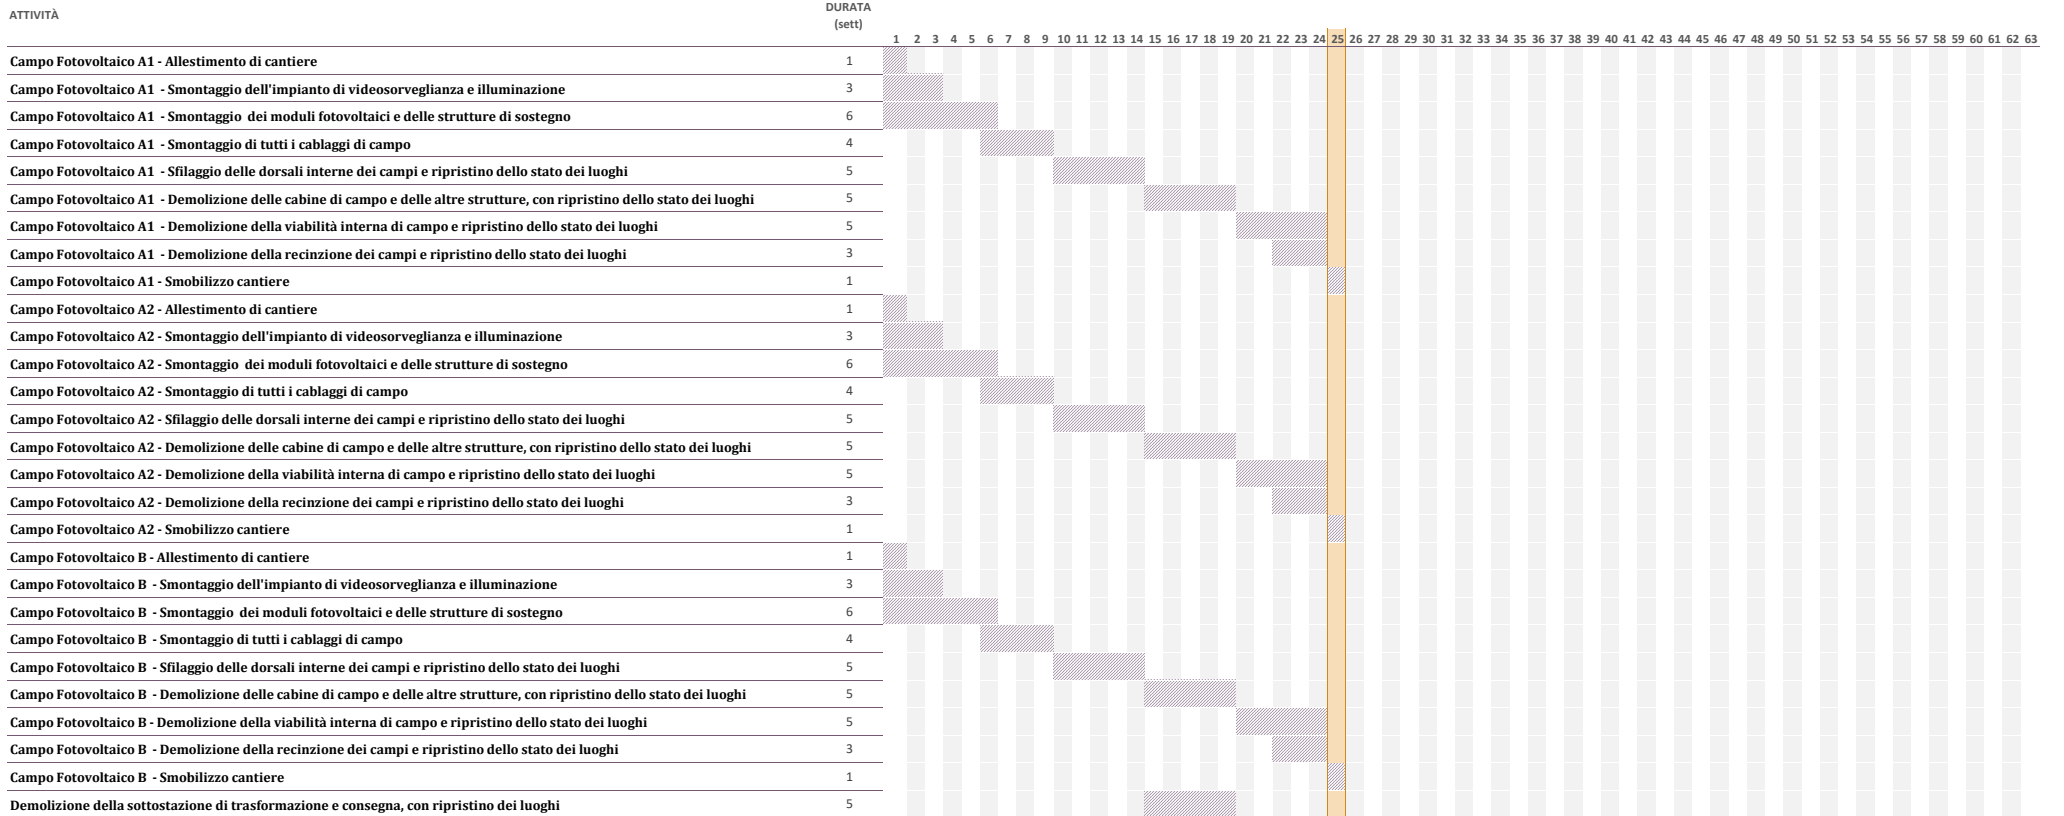 ATTIVITÀ DURATA
(sett)
1 2 3 4 5 6 7 8 9 10 11 12 13 14 15 16 17 18 19 20 21 22 23 24 25 26 27 28 29 30 31 32 33 34 35 36 37 38 39 40 41 42 43 44 45 46 47 48 49 50 51 52 53 54 55 56 57 58 59 60 61 62 63
Campo Fotovoltaico A1 - Allestimento di cantiere 1
Campo Fotovoltaico A1 - Smontaggio dell'impianto di videosorveglianza e illuminazione 3
Campo Fotovoltaico A1 - Smontaggio dei moduli fotovoltaici e delle strutture di sostegno 6
Campo Fotovoltaico A1 - Smontaggio di tutti i cablaggi di campo 4
Campo Fotovoltaico A1 - Sfilaggio delle dorsali interne dei campi e ripristino dello stato dei luoghi 5
Campo Fotovoltaico A1 - Demolizione delle cabine di campo e delle altre strutture, con ripristino dello stato dei luoghi 5
Campo Fotovoltaico A1 - Demolizione della viabilità interna di campo e ripristino dello stato dei luoghi 5
Campo Fotovoltaico A1 - Demolizione della recinzione dei campi e ripristino dello stato dei luoghi 3
Campo Fotovoltaico A1 - Smobilizzo cantiere 1
Campo Fotovoltaico A2 - Allestimento di cantiere 1
Campo Fotovoltaico A2 - Smontaggio dell'impianto di videosorveglianza e illuminazione 3
Campo Fotovoltaico A2 - Smontaggio dei moduli fotovoltaici e delle strutture di sostegno 6
Campo Fotovoltaico A2 - Smontaggio di tutti i cablaggi di campo 4
Campo Fotovoltaico A2 - Sfilaggio delle dorsali interne dei campi e ripristino dello stato dei luoghi 5
Campo Fotovoltaico A2 - Demolizione delle cabine di campo e delle altre strutture, con ripristino dello stato dei luoghi 5
Campo Fotovoltaico A2 - Demolizione della viabilità interna di campo e ripristino dello stato dei luoghi 5
Campo Fotovoltaico A2 - Demolizione della recinzione dei campi e ripristino dello stato dei luoghi 3
Campo Fotovoltaico A2 - Smobilizzo cantiere 1
Campo Fotovoltaico B - Allestimento di cantiere 1
Campo Fotovoltaico B - Smontaggio dell'impianto di videosorveglianza e illuminazione 3
Campo Fotovoltaico B - Smontaggio dei moduli fotovoltaici e delle strutture di sostegno 6
Campo Fotovoltaico B - Smontaggio di tutti i cablaggi di campo 4
Campo Fotovoltaico B - Sfilaggio delle dorsali interne dei campi e ripristino dello stato dei luoghi 5
Campo Fotovoltaico B - Demolizione delle cabine di campo e delle altre strutture, con ripristino dello stato dei luoghi 5
Campo Fotovoltaico B - Demolizione della viabilità interna di campo e ripristino dello stato dei luoghi 5
Campo Fotovoltaico B - Demolizione della recinzione dei campi e ripristino dello stato dei luoghi 3
Campo Fotovoltaico B - Smobilizzo cantiere 1
Demolizione della sottostazione di trasformazione e consegna, con ripristino dei luoghi 5